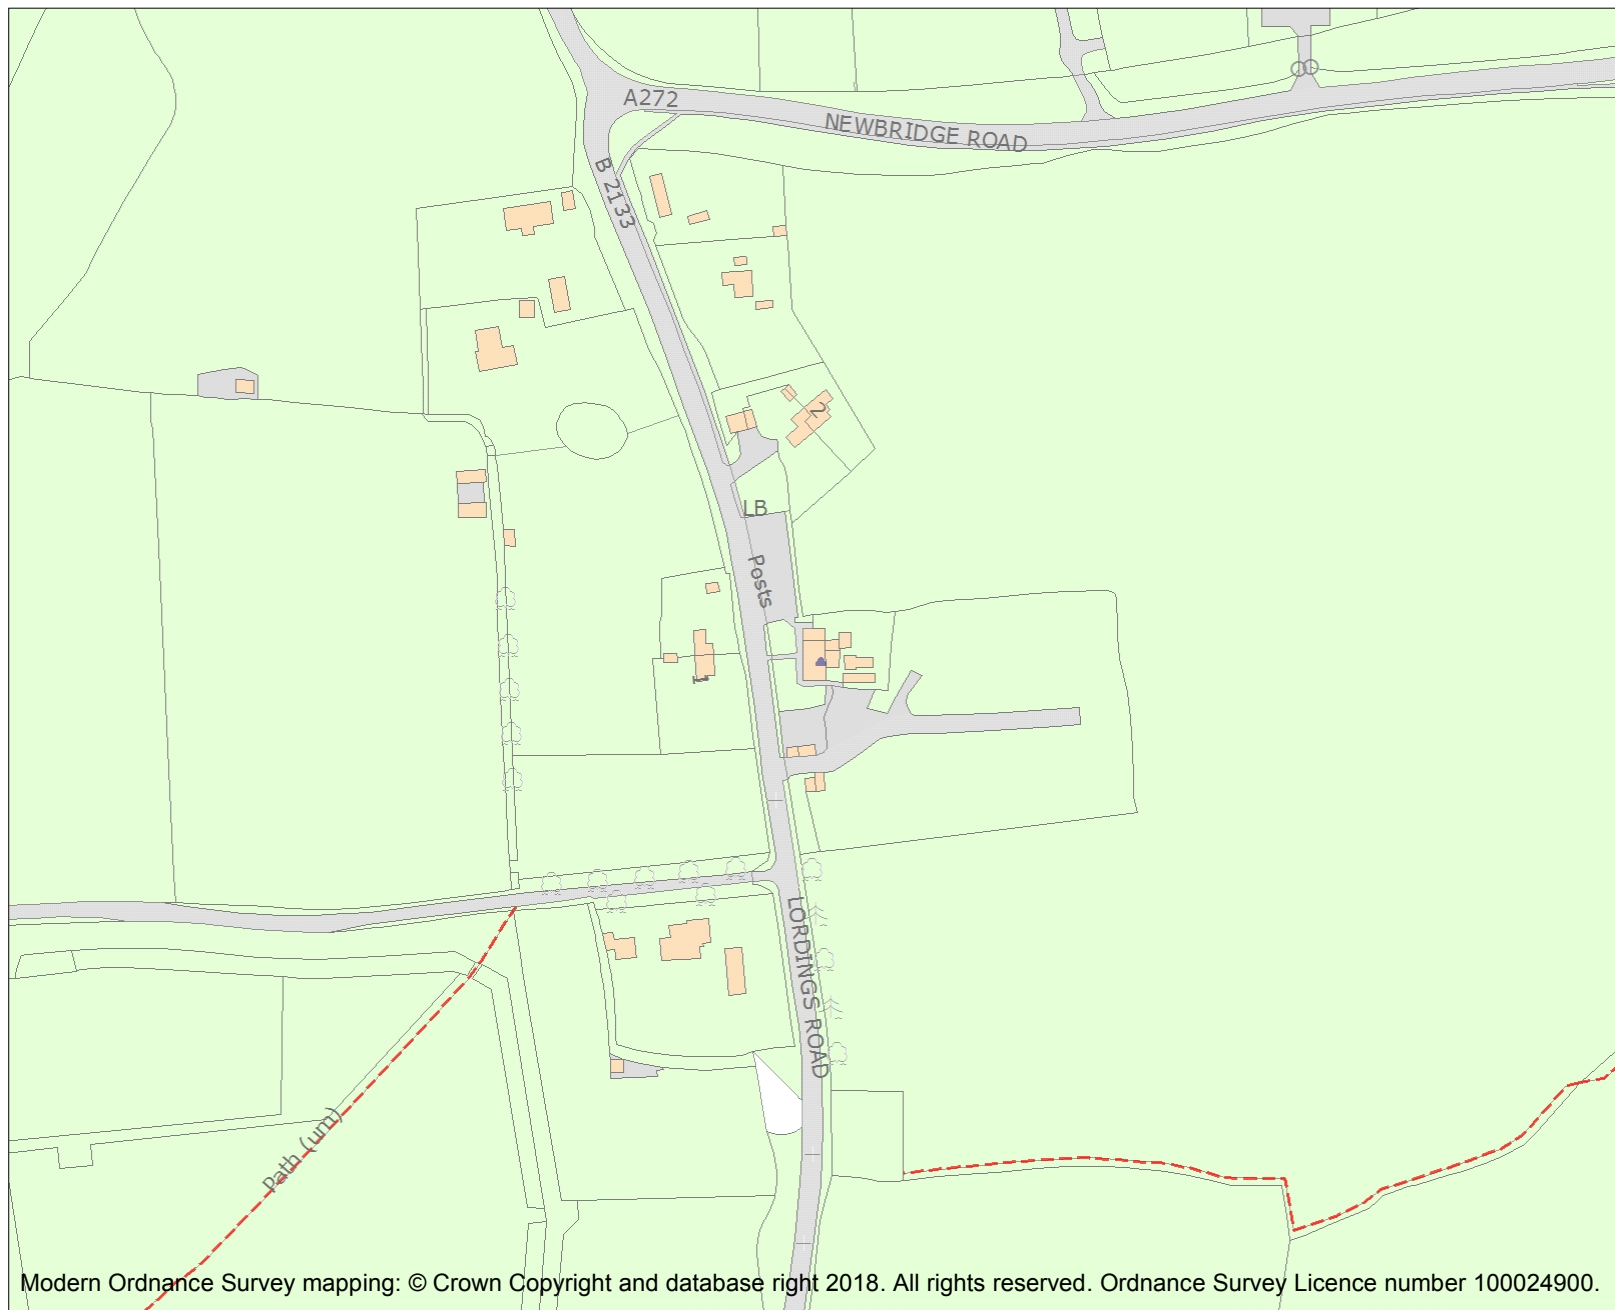 A272
NEWBRIDGE ROAD
B 2133
2
LB
Posts
1
LORDINGS ROAD
Path (um)
Modern Ordnance Survey mapping: © Crown Copyright and database right 2018. All rights reserved. Ordnance Survey Licence number 100024900.